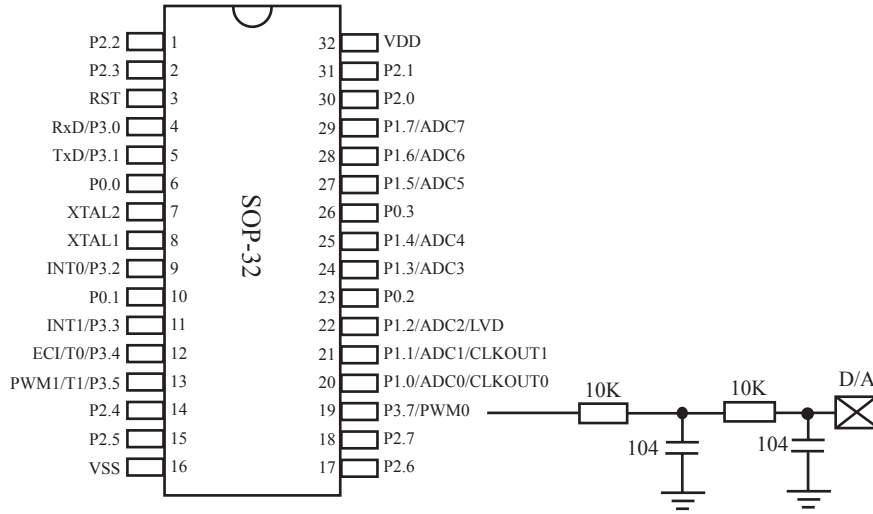 P2.2 1 32 VDD
P2.3 2 31 P2.1
RST 3 30 P2.0
RxD/P3.0 4 29 P1.7/ADC7
TxD/P3.1 5 28 P1.6/ADC6
P0.0 6 27 P1.5/ADC5
XTAL2 7 26 P0.3
XTAL1 8 25 P1.4/ADC4
INT0/P3.2 9 24 P1.3/ADC3
P0.1 10 23 P0.2
INT1/P3.3 11 22 P1.2/ADC2/LVD
ECI/T0/P3.4 12 21 P1.1/ADC1/CLKOUT1
PWM1/T1/P3.5 13 20 P1.0/ADC0/CLKOUT0
P2.4 14 19 P3.7/PWM0
P2.5 15 18 P2.7
VSS 16 17 P2.6
SOP-32
10K 10K D/A
104 104